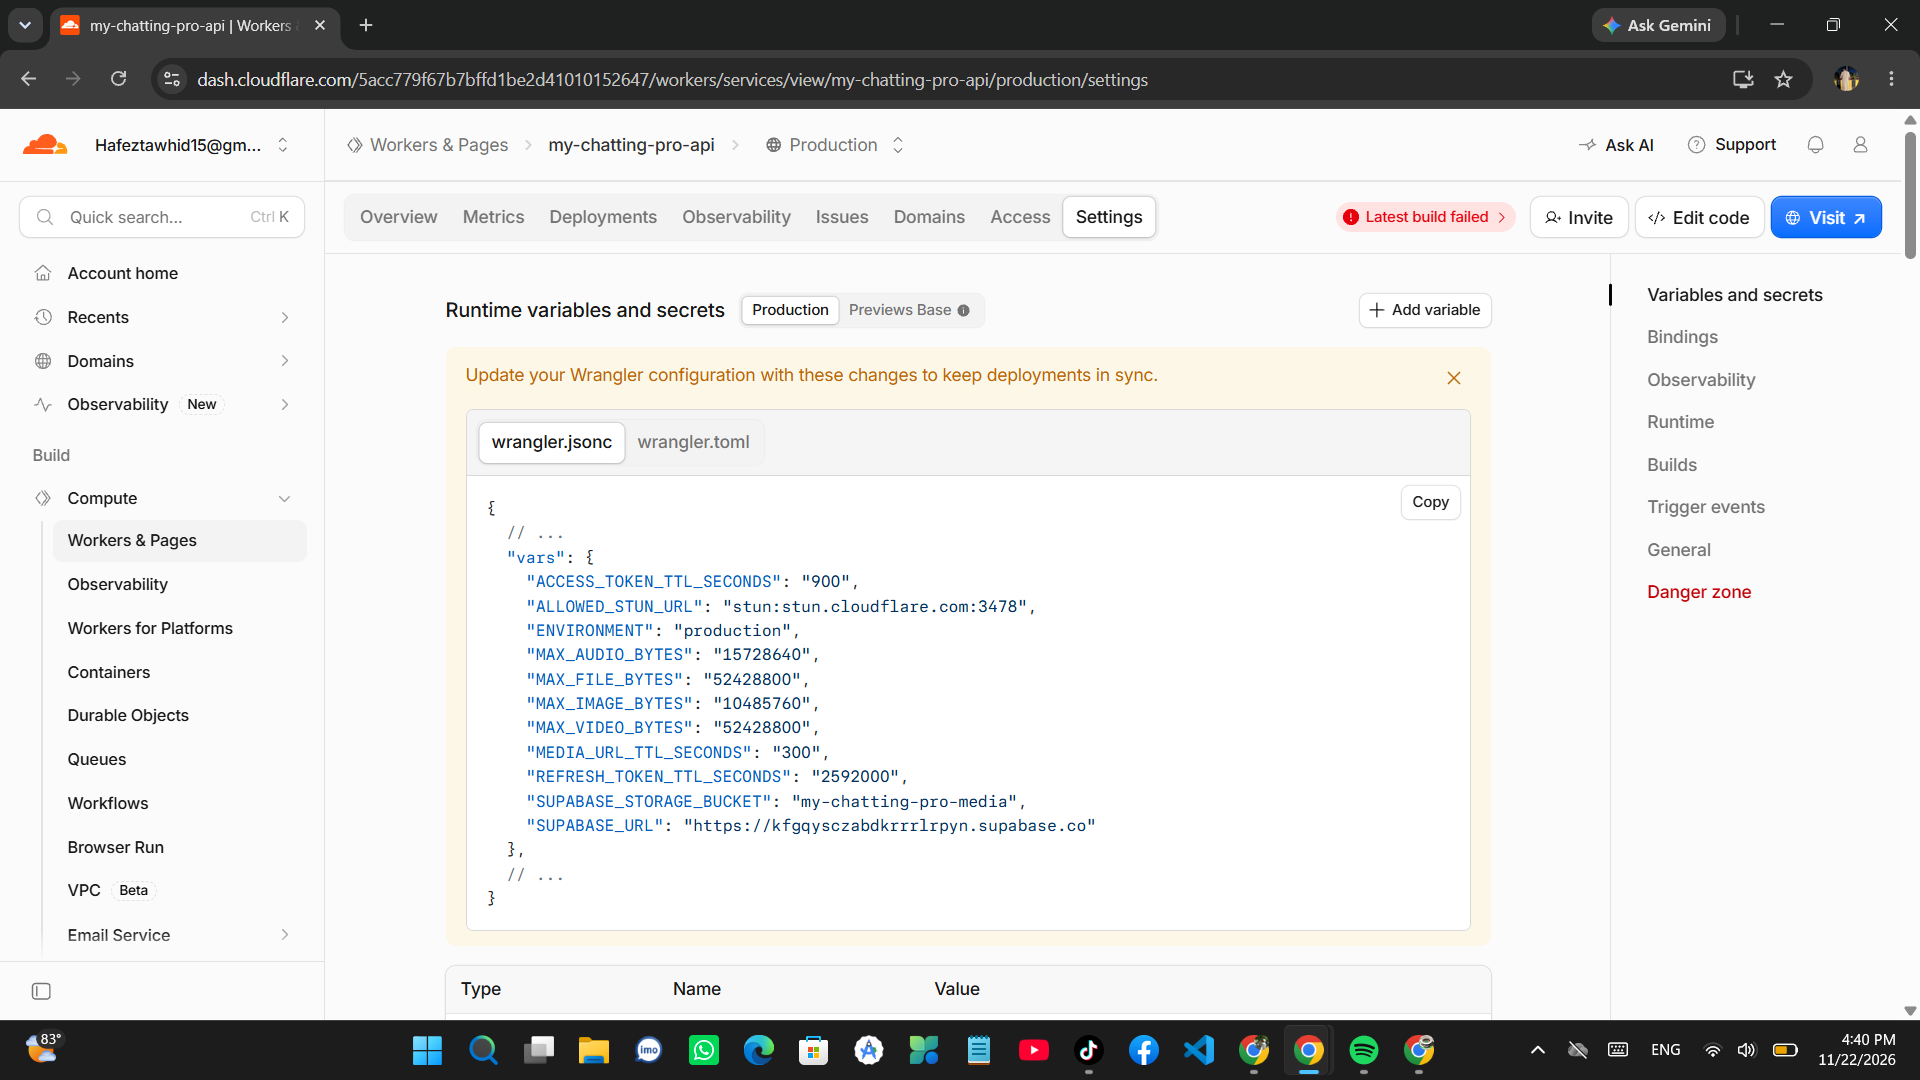 my-chatting-pro-api | Workers
Ask Gemini
dash.cloudflare.com/5acc779f67b7bffd1be2d41010152647/workers/services/view/my-chatting-pro-api/production/settings
Hafeztawhid15@gm...
Workers & Pages
my-chatting-pro-api
Production
Ask AI
Support
Quick search...
Ctrl K
Overview
Metrics
Deployments
Observability
Issues
Domains
Access
Settings
Latest build failed
Invite
Edit code
Visit
Account home
Recents
Domains
Observability New
Build
Compute
Workers & Pages
Observability
Workers for Platforms
Containers
Durable Objects
Queues
Workflows
Browser Run
VPC Beta
Email Service
Runtime variables and secrets
Production
Previews Base
Add variable
Update your Wrangler configuration with these changes to keep deployments in sync.
wrangler.jsonc
wrangler.toml
Copy
{
// ...
"vars": {
"ACCESS_TOKEN_TTL_SECONDS": "900",
"ALLOWED_STUN_URL": "stun:stun.cloudflare.com:3478",
"ENVIRONMENT": "production",
"MAX_AUDIO_BYTES": "15728640",
"MAX_FILE_BYTES": "52428800",
"MAX_IMAGE_BYTES": "10485760",
"MAX_VIDEO_BYTES": "52428800",
"MEDIA_URL_TTL_SECONDS": "300",
"REFRESH_TOKEN_TTL_SECONDS": "2592000",
"SUPABASE_STORAGE_BUCKET": "my-chatting-pro-media",
"SUPABASE_URL": "https://kfgqysczabdkrrrlrpyn.supabase.co"
},
// ...
}
Type
Name
Value
Variables and secrets
Bindings
Observability
Runtime
Builds
Trigger events
General
Danger zone
83°
imo
ENG
4:40 PM
11/22/2026